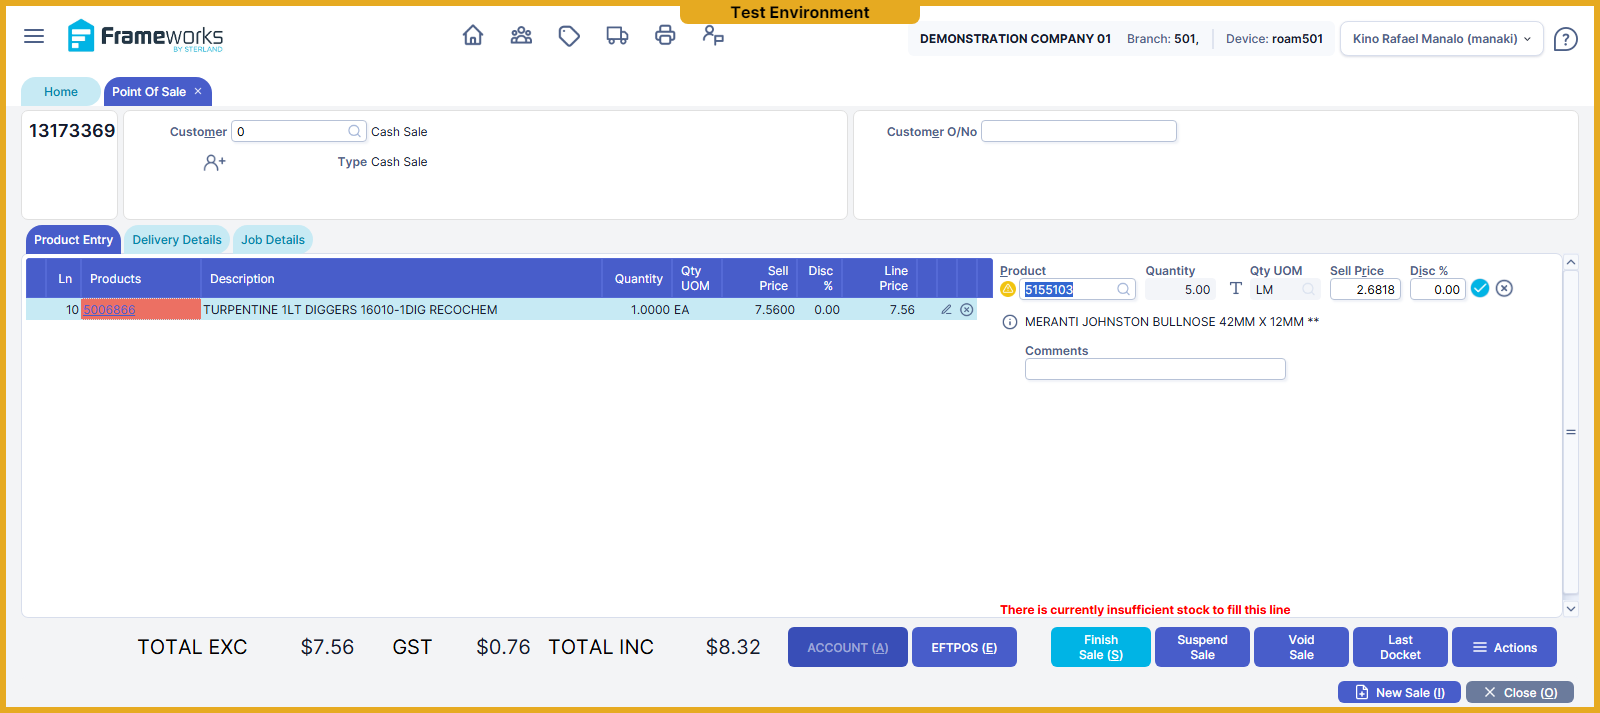 Test Environment
Frameworks
BY STERLAND
DEMONSTRATION COMPANY 01 Branch: 501, Device: roam501 Kino Rafael Manalo (manaki) ?
Home Point Of Sale ×
13173369
Customer 0 Cash Sale
Type Cash Sale
Customer O/No
Product Entry Delivery Details Job Details
Ln Products Description Quantity Qty UOM Sell Price Disc % Line Price
10 5006866 TURPENTINE 1LT DIGGERS 16010-1DIG RECOCHEM 1.0000 EA 7.5600 0.00 7.56
Product Quantity Qty UOM Sell Price Disc %
5155103 5.00 T LM 2.6818 0.00
MERANTI JOHNSTON BULLNOSE 42MM X 12MM **
Comments
There is currently insufficient stock to fill this line
TOTAL EXC $7.56 GST $0.76 TOTAL INC $8.32
ACCOUNT (A) EFTPOS (E) Finish Sale (S) Suspend Sale Void Sale Last Docket Actions
New Sale (I) Close (O)